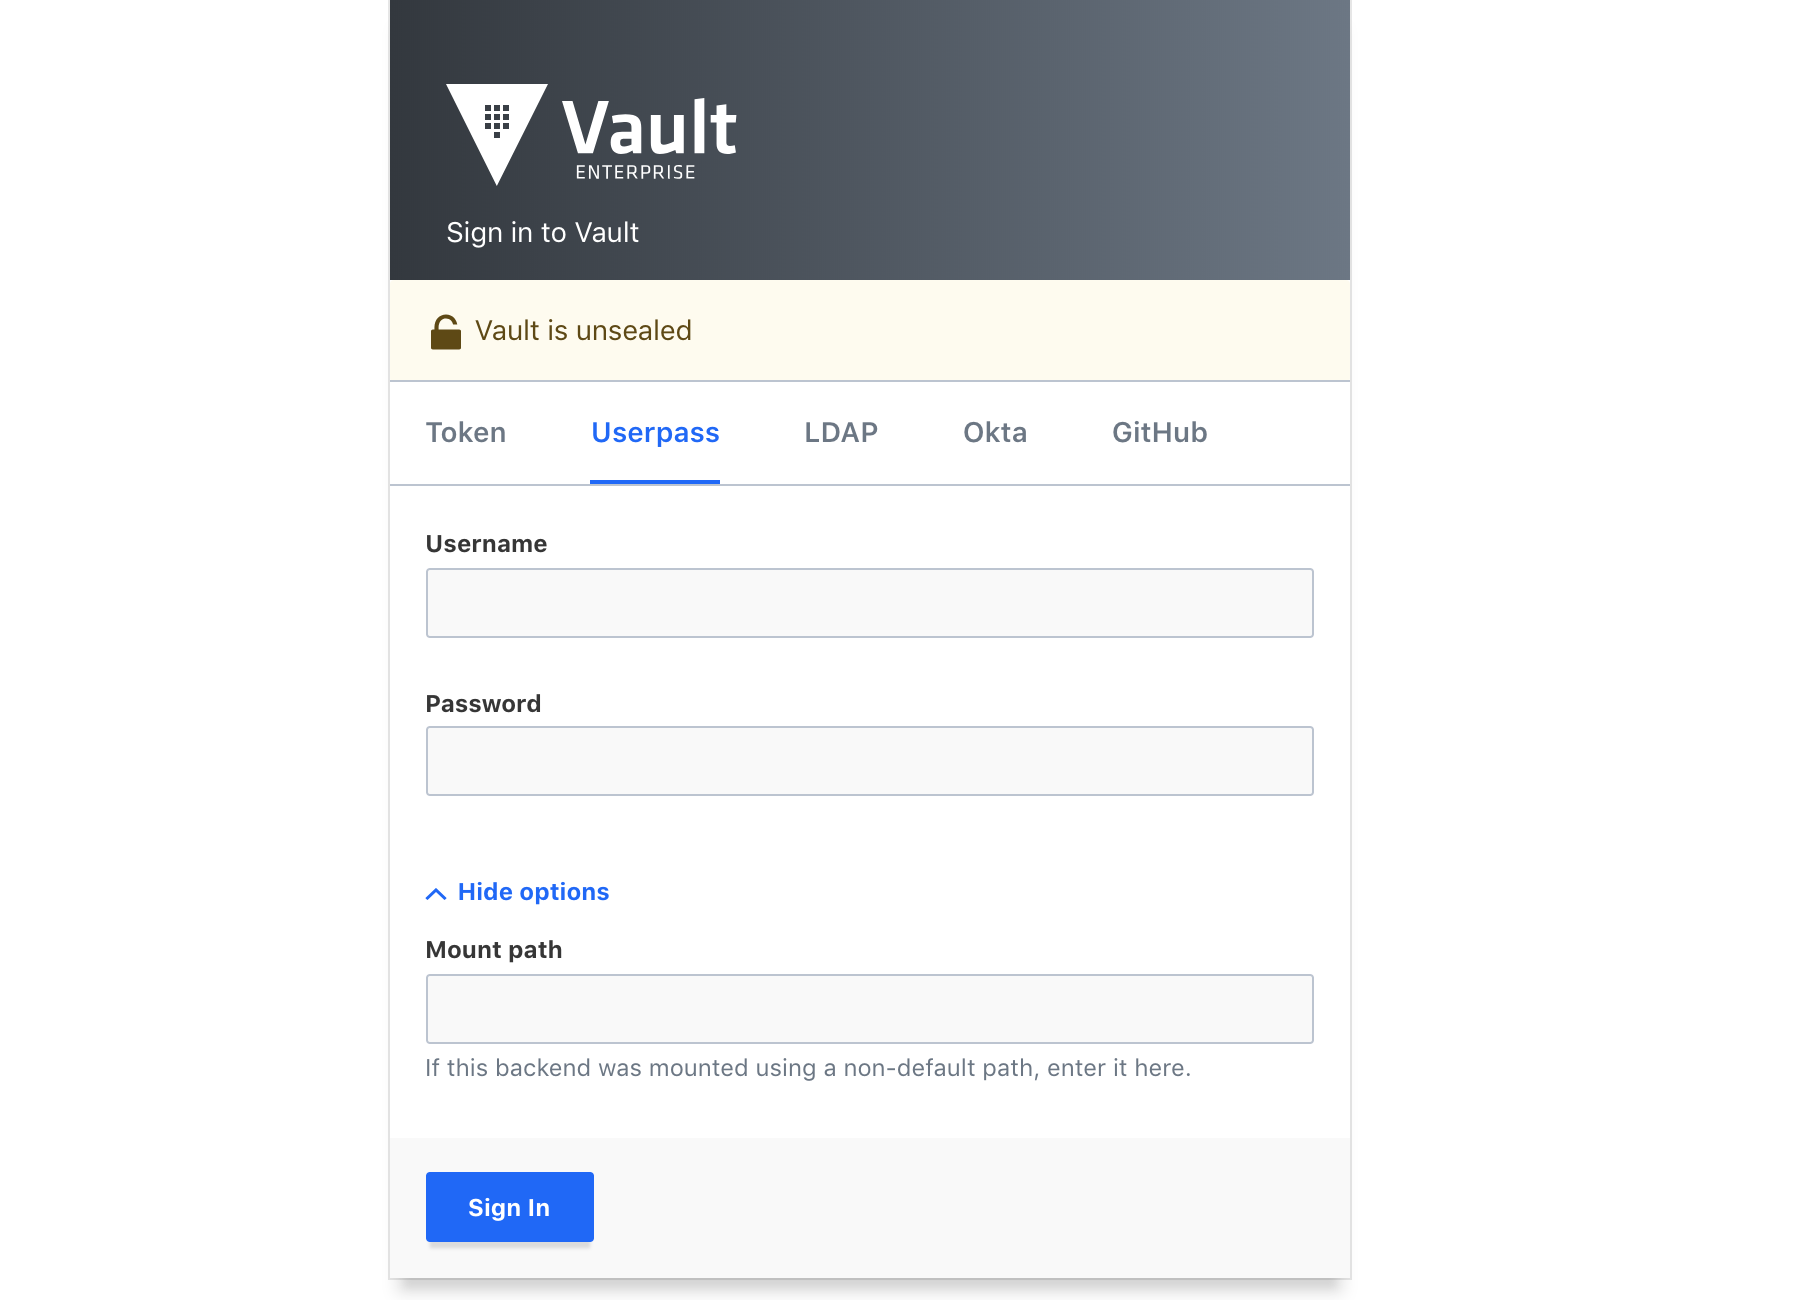 Vault
ENTERPRISE
Sign in to Vault
Vault is unsealed
Token Userpass LDAP Okta GitHub
Username
Password
Hide options
Mount path
If this backend was mounted using a non-default path, enter it here.
Sign In